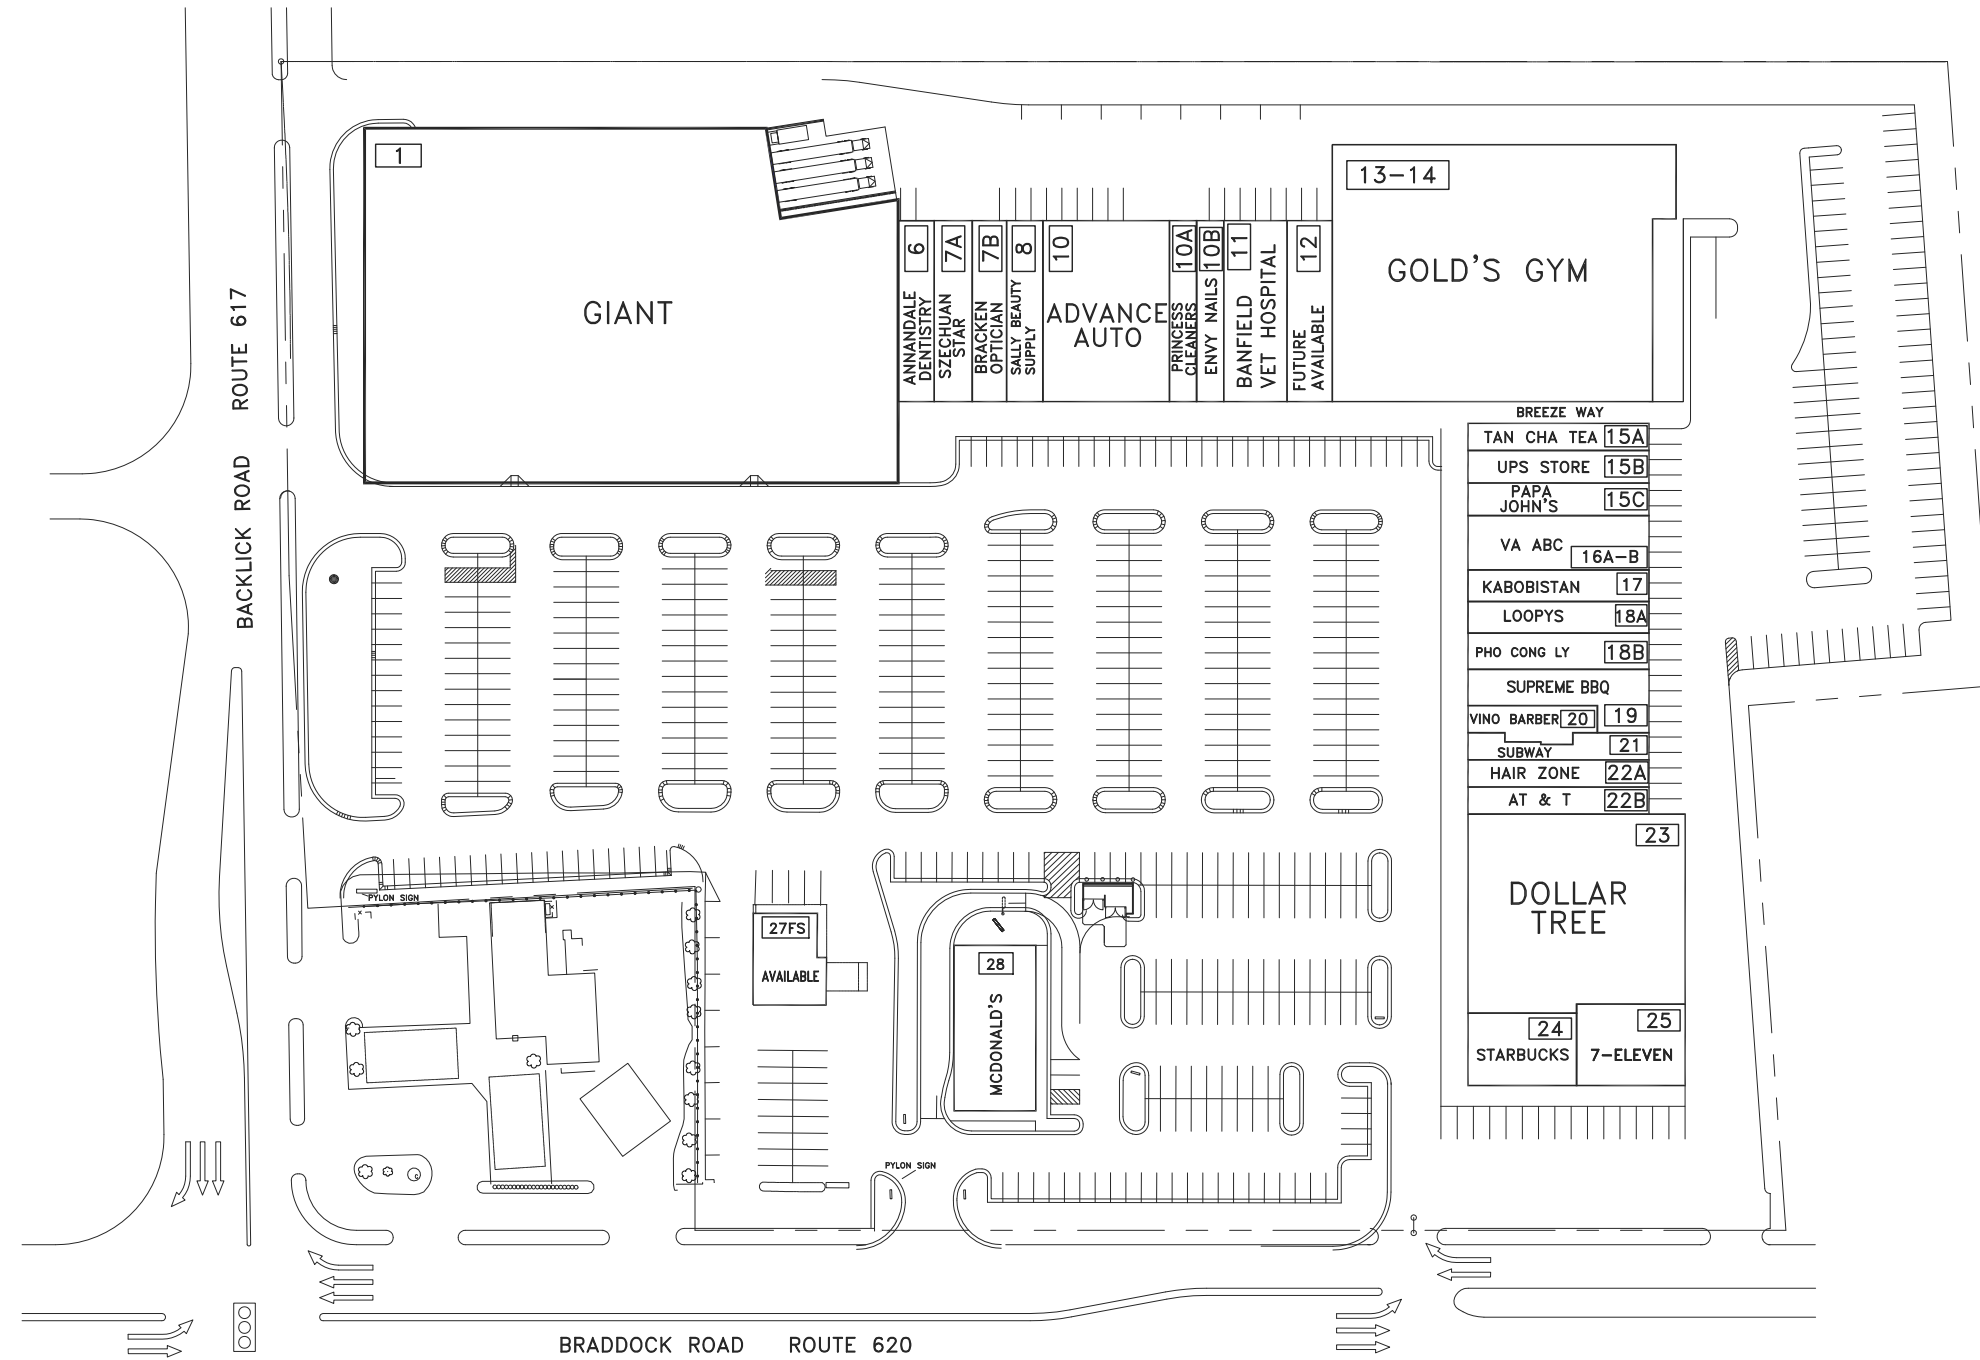 1
GIANT
6
ANNANDALE
DENTISTRY
7A
SZECHUAN
STAR
7B
BRACKEN
OPTICIAN
8
SALLY BEAUTY
SUPPLY
10
ADVANCE
AUTO
10A
PRINCESS
CLEANERS
10B
ENVY NAILS
11
BANFIELD
VET HOSPITAL
12
FUTURE
AVAILABLE
13-14
GOLD'S GYM
BREEZE WAY
TAN CHA TEA 15A
UPS STORE 15B
PAPA
JOHN'S
15C
VA ABC
16A-B
KABOBISTAN 17
LOOPYS 18A
PHO CONG LY 18B
SUPREME BBQ
19
VINO BARBER 20
SUBWAY
21
HAIR ZONE 22A
AT & T 22B
23
DOLLAR
TREE
24
STARBUCKS
25
7-ELEVEN
BACKLICK ROAD ROUTE 617
PYLON SIGN
27FS
AVAILABLE
28
MCDONALD'S
PYLON SIGN
BRADDOCK ROAD ROUTE 620